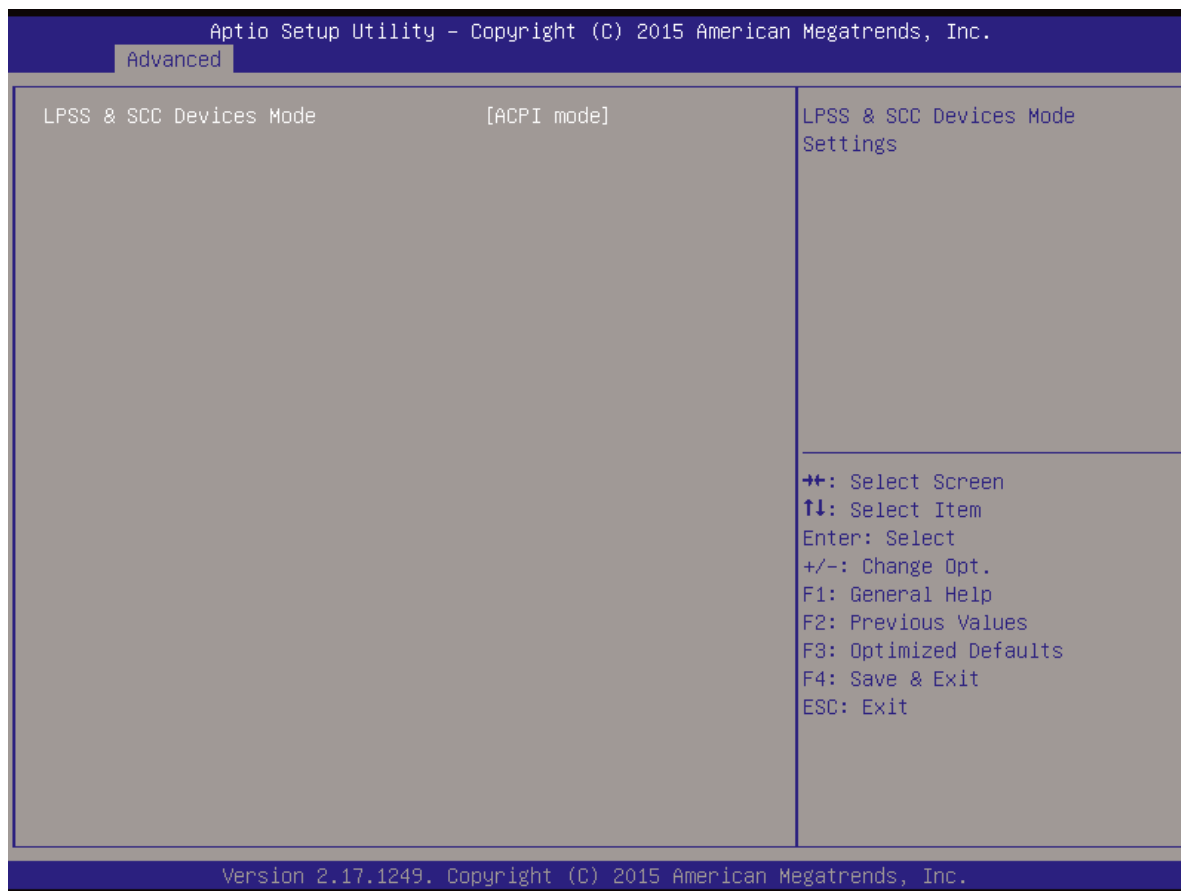 Aptio Setup Utility – Copyright (C) 2015 American Megatrends, Inc.
Advanced
LPSS & SCC Devices Mode [ACPI mode]
LPSS & SCC Devices Mode
Settings
→←: Select Screen
↑↓: Select Item
Enter: Select
+/-: Change Opt.
F1: General Help
F2: Previous Values
F3: Optimized Defaults
F4: Save & Exit
ESC: Exit
Version 2.17.1249. Copyright (C) 2015 American Megatrends, Inc.